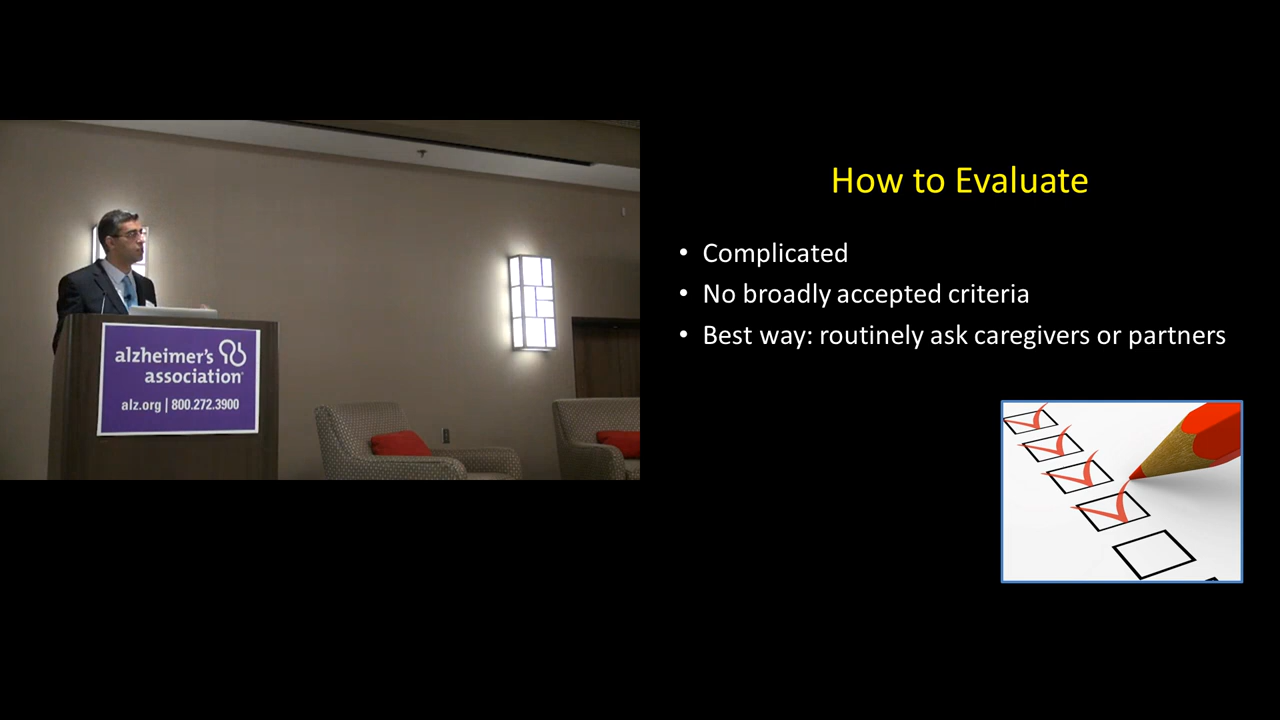 alzheimer's
association®
alz.org | 800.272.3900
How to Evaluate
• Complicated
• No broadly accepted criteria
• Best way: routinely ask caregivers or partners